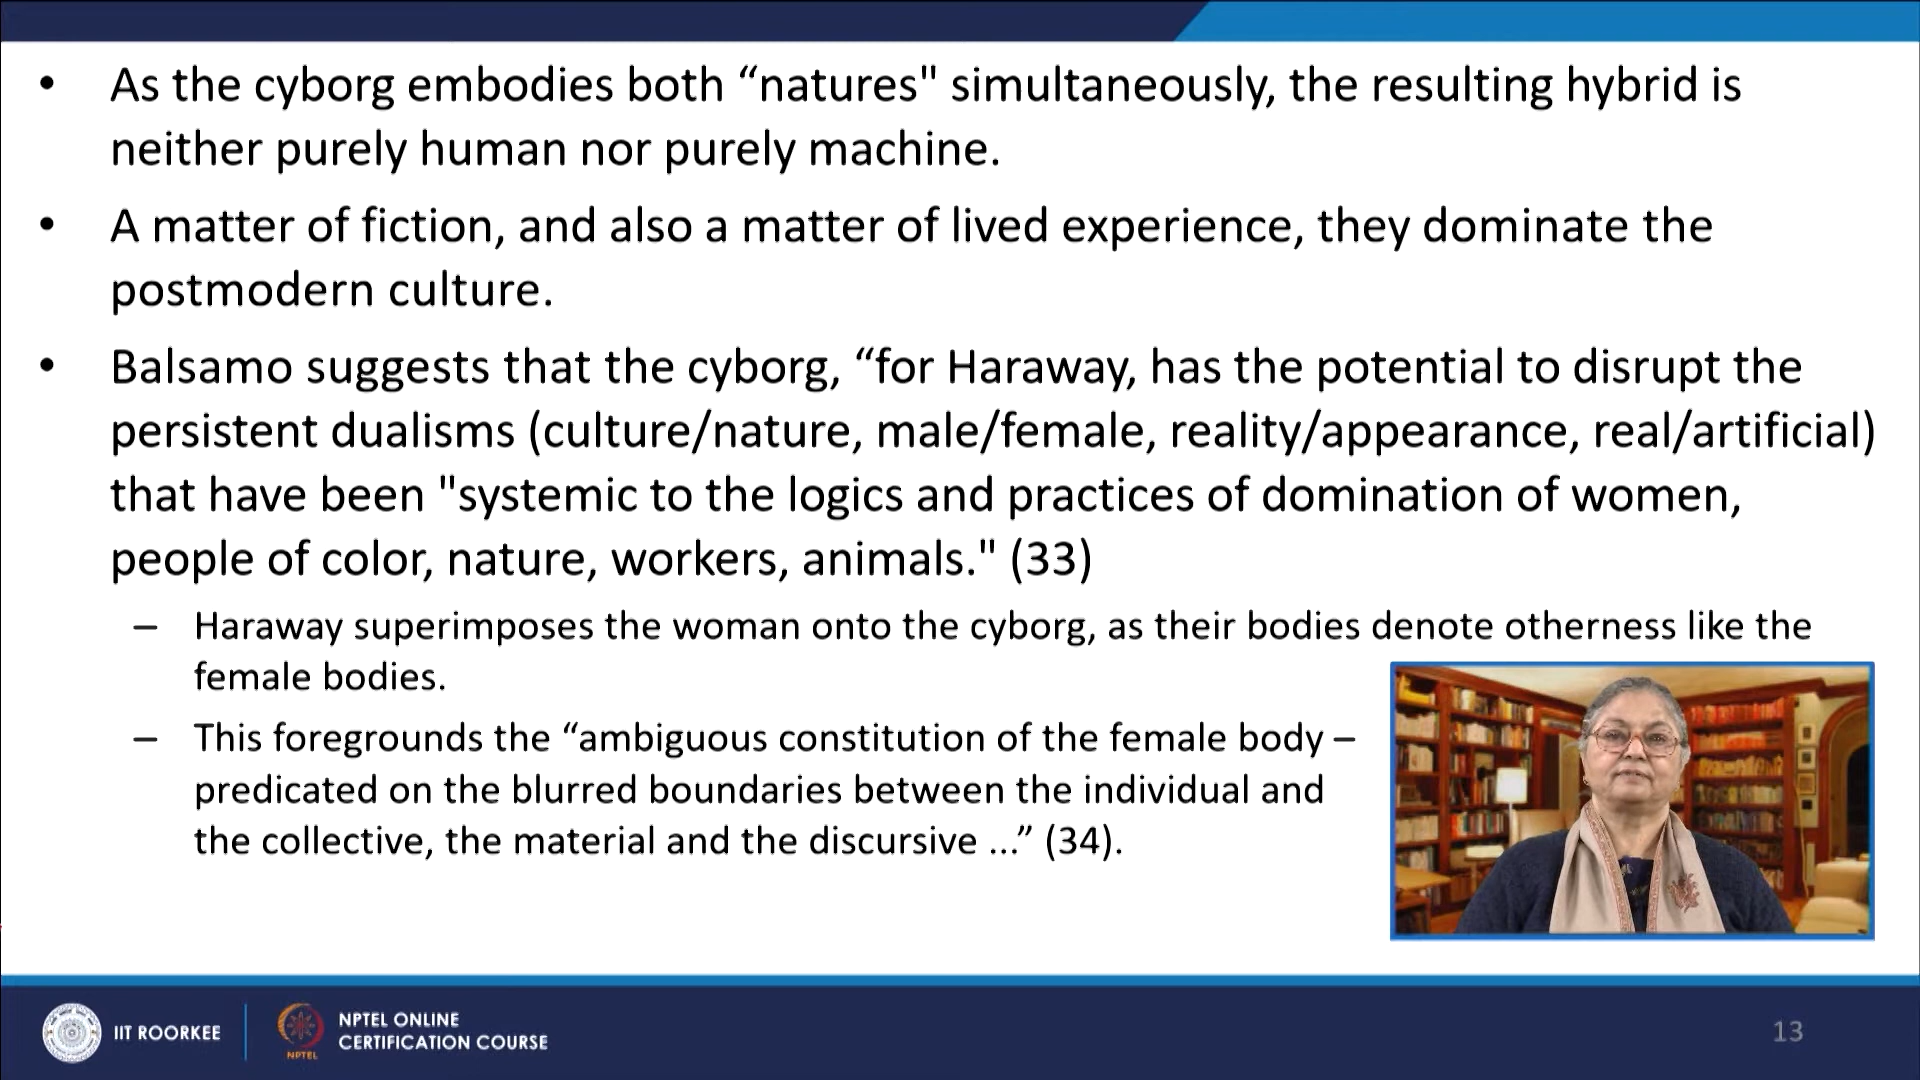 • As the cyborg embodies both “natures" simultaneously, the resulting hybrid is
neither purely human nor purely machine.
• A matter of fiction, and also a matter of lived experience, they dominate the
postmodern culture.
• Balsamo suggests that the cyborg, “for Haraway, has the potential to disrupt the
persistent dualisms (culture/nature, male/female, reality/appearance, real/artificial)
that have been "systemic to the logics and practices of domination of women,
people of color, nature, workers, animals." (33)
– Haraway superimposes the woman onto the cyborg, as their bodies denote otherness like the
female bodies.
– This foregrounds the “ambiguous constitution of the female body –
predicated on the blurred boundaries between the individual and
the collective, the material and the discursive ...” (34).
IIT ROORKEE
NPTEL
NPTEL ONLINE
CERTIFICATION COURSE
13